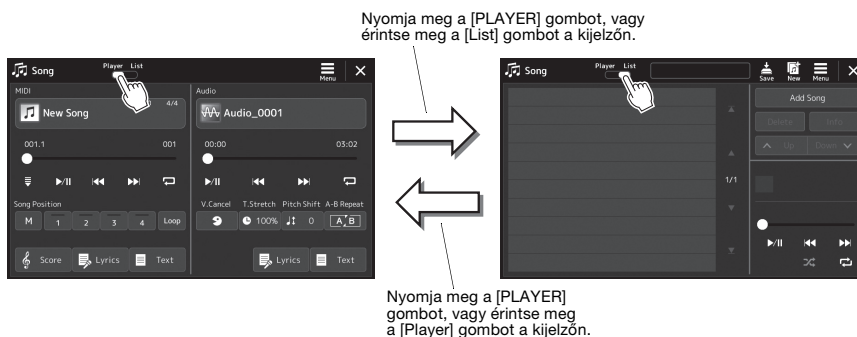 Nyomja meg a [PLAYER] gombot, vagy
érintse meg a [List] gombot a kijelzőn.
Song
Player List
Menu
MIDI
New Song
4/4
001.1
001
Song Position
M 1 2 3 4 Loop
Score Lyrics Text
Audio
Audio_0001
00:00
03:02
V.Cancel T.Stretch Pitch Shift A-B Repeat
100% 0 A B
Lyrics Text
Song
Player List
Save New Menu
Add Song
Delete Info
Up Down
1/1
Nyomja meg a [PLAYER]
gombot, vagy érintse meg
a [Player] gombot a kijelzőn.